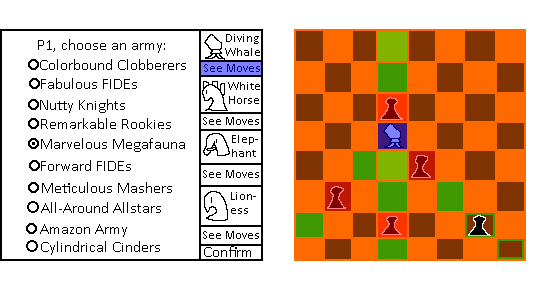 P1, choose an army:
Colorbound Clobberers
Fabulous FIDEs
Nutty Knights
Remarkable Rookies
Marvelous Megafauna
Forward FIDEs
Meticulous Mashers
All-Around Allstars
Amazon Army
Cylindrical Cinders
Diving
Whale
See Moves
White
Horse
See Moves
Elep-
hant
See Moves
Lion-
ess
See Moves
Confirm